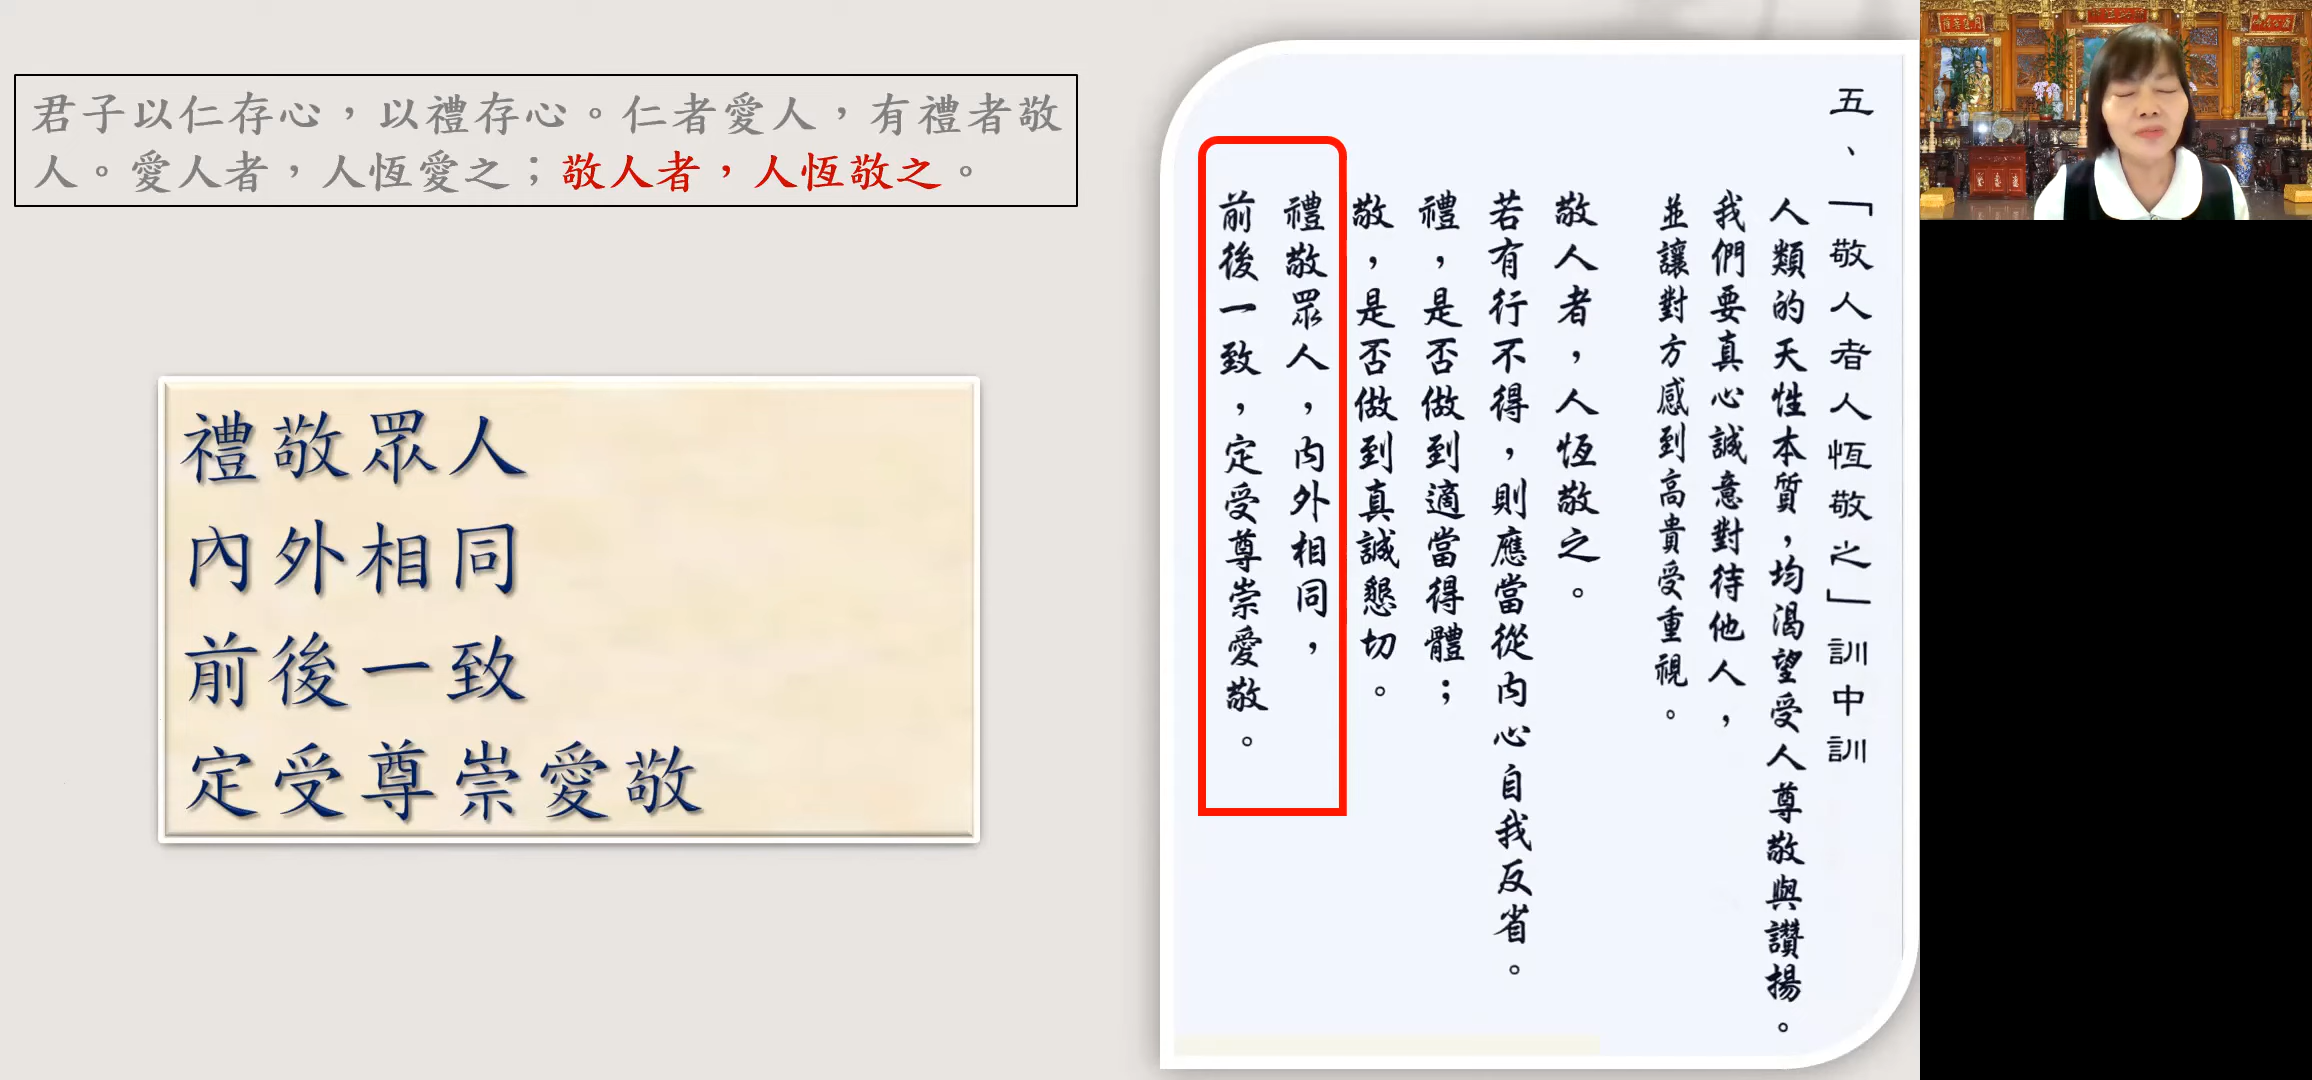 君子以仁存心，以禮存心。仁者愛人，有禮者敬
人。愛人者，人恆愛之；敬人者，人恆敬之。
禮敬眾人
內外相同
前後一致
定受尊崇愛敬
五、「敬人者人恆敬之」訓中訓
人類的天性本質，均渴望受人尊敬與讚揚。
我們要真心誠意對待他人，
並讓對方感到高貴受重視。
敬人者，人恆敬之。
若有行不得，則應當從內心自我反省。
禮，是否做到適當得體；
敬，是否做到真誠懇切。
禮敬眾人，內外相同，
前後一致，定受尊崇愛敬。